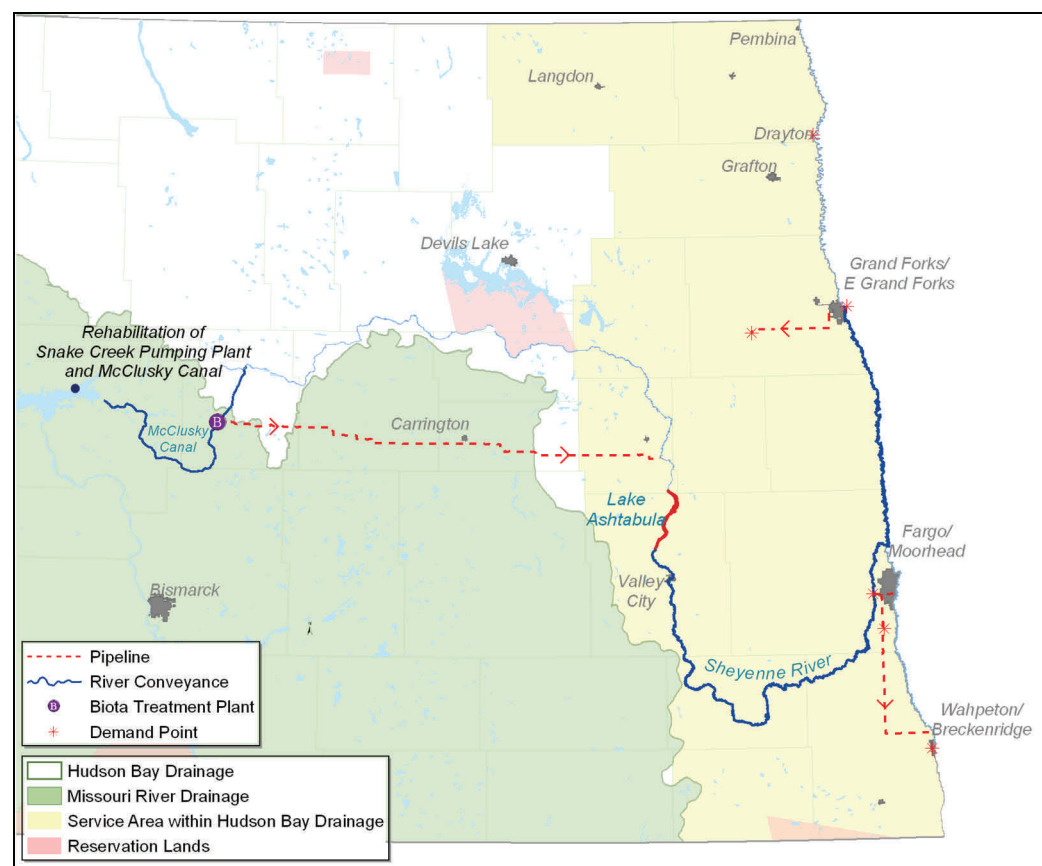 Pembina
Langdon
Drayton
Grafton
Devils Lake
Grand Forks/
E Grand Forks
Rehabilitation of
Snake Creek Pumping Plant
and McClusky Canal
B
McClusky
Canal
Carrington
Lake
Ashtabula
Fargo/
Moorhead
Valley
City
Bismarck
Sheyenne River
Wahpeton/
Breckenridge
Pipeline
River Conveyance
B
Biota Treatment Plant
Demand Point
Hudson Bay Drainage
Missouri River Drainage
Service Area within Hudson Bay Drainage
Reservation Lands